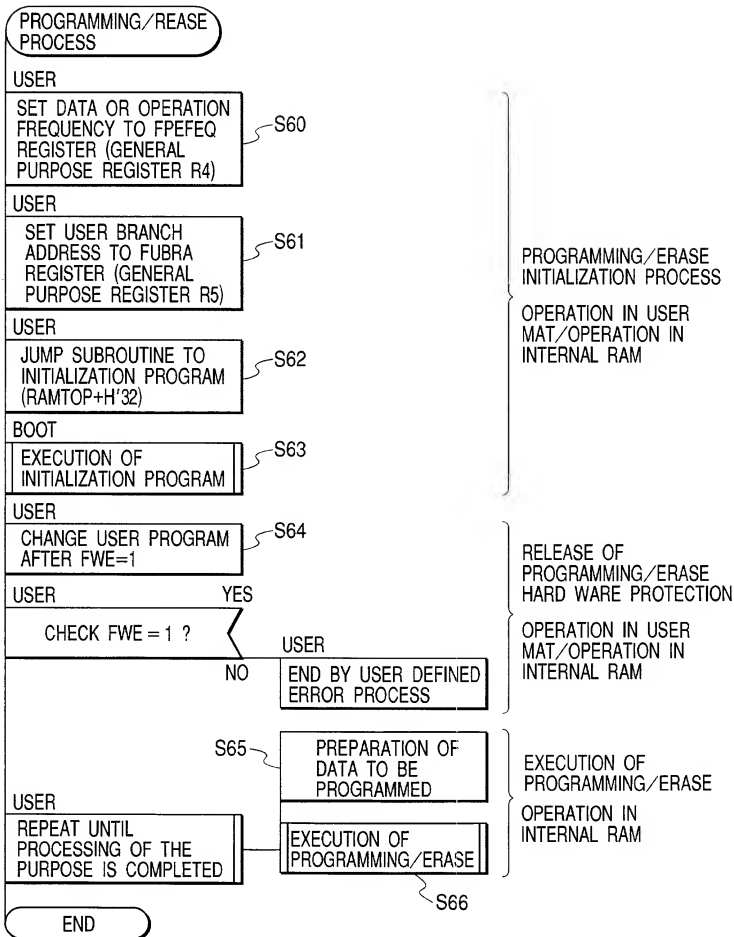 PROGRAMMING/REASE
PROCESS
USER
SET DATA OR OPERATION
FREQUENCY TO FPEFEQ
REGISTER (GENERAL
PURPOSE REGISTER R4)
S60
USER
SET USER BRANCH
ADDRESS TO FUBRA
REGISTER (GENERAL
PURPOSE REGISTER R5)
S61
USER
JUMP SUBROUTINE TO
INITIALIZATION PROGRAM
(RAMTOP+H'32)
S62
BOOT
EXECUTION OF
INITIALIZATION PROGRAM
S63
PROGRAMMING/ERASE
INITIALIZATION PROCESS
OPERATION IN USER
MAT/OPERATION IN
INTERNAL RAM
USER
CHANGE USER PROGRAM
AFTER FWE=1
S64
USER
YES
CHECK FWE = 1 ?
NO
USER
END BY USER DEFINED
ERROR PROCESS
RELEASE OF
PROGRAMMING/ERASE
HARD WARE PROTECTION
OPERATION IN USER
MAT/OPERATION IN
INTERNAL RAM
S65
PREPARATION OF
DATA TO BE
PROGRAMMED
USER
REPEAT UNTIL
PROCESSING OF THE
PURPOSE IS COMPLETED
EXECUTION OF
PROGRAMMING/ERASE
S66
EXECUTION OF
PROGRAMMING/ERASE
OPERATION IN
INTERNAL RAM
END